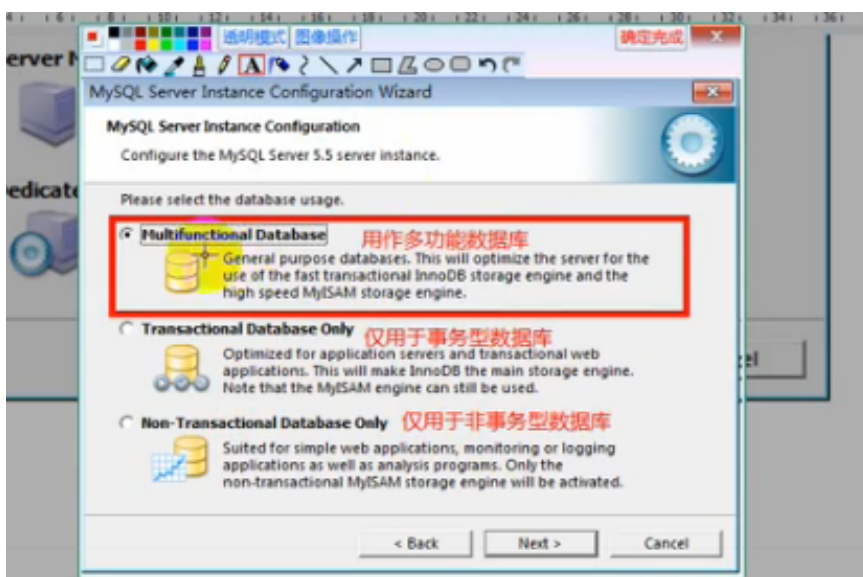 透明模式 图像操作 确定完成
MySQL Server Instance Configuration Wizard
MySQL Server Instance Configuration
Configure the MySQL Server 5.5 server instance.
Please select the database usage.
Multifunctional Database 用作多功能数据库
General purpose databases. This will optimize the server for the
use of the fast transactional InnoDB storage engine and the
high speed MyISAM storage engine.
Transactional Database Only 仅用于事务型数据库
Optimized for application servers and transactional web
applications. This will make InnoDB the main storage engine.
Note that the MyISAM engine can still be used.
Non-Transactional Database Only 仅用于非事务型数据库
Suited for simple web applications, monitoring or logging
applications as well as analysis programs. Only the
non-transactional MyISAM storage engine will be activated.
< Back Next > Cancel